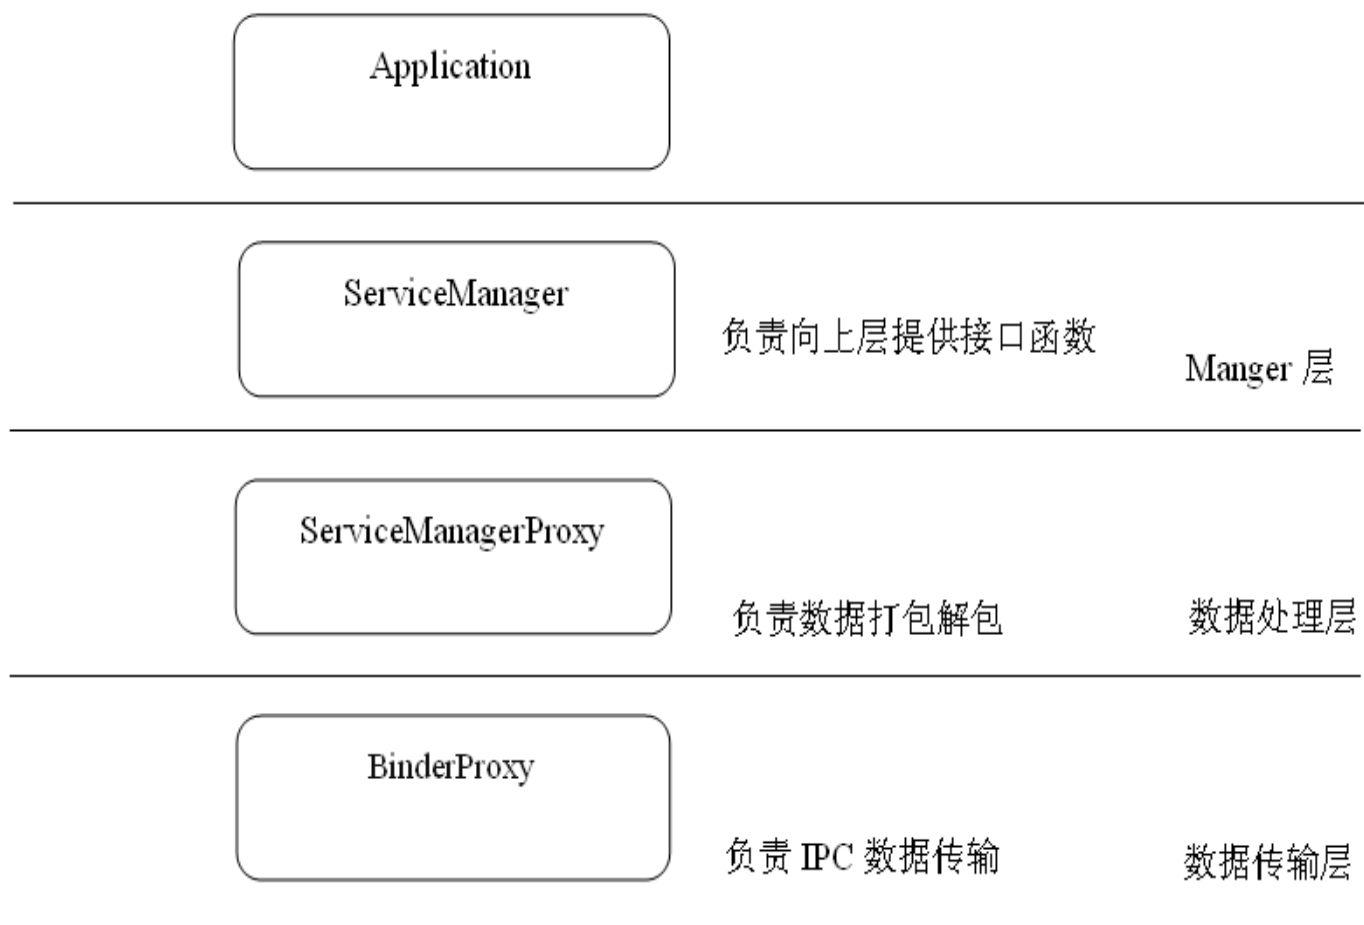 Application
ServiceManager
负责向上层提供接口函数
Manger 层
ServiceManagerProxy
负责数据打包解包
数据处理层
BinderProxy
负责 IPC 数据传输
数据传输层